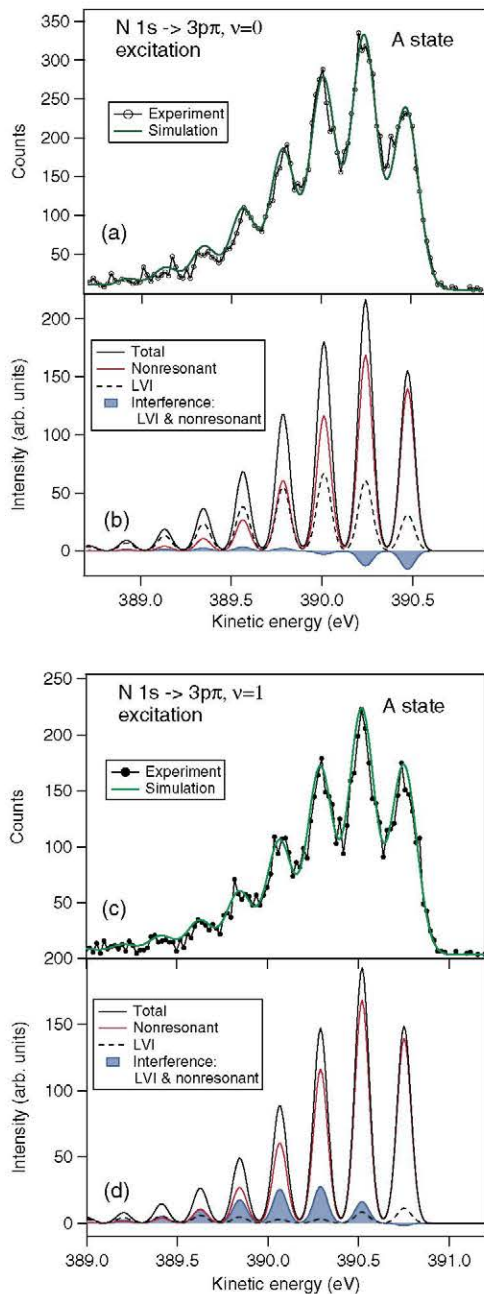 N 1s -> 3pπ, ν=0
excitation
A state
Experiment
Simulation
Counts
350
300
250
200
150
100
50
(a)
Total
Nonresonant
LVI
Interference:
LVI & nonresonant
Intensity (arb. units)
200
150
100
50
0
(b)
389.0
389.5
390.0
390.5
Kinetic energy (eV)
N 1s -> 3pπ, ν=1
excitation
A state
Experiment
Simulation
Counts
250
200
150
100
50
(c)
Total
Nonresonant
LVI
Interference:
LVI & nonresonant
Intensity (arb. units)
200
150
100
50
0
(d)
389.0
389.5
390.0
390.5
391.0
Kinetic energy (eV)